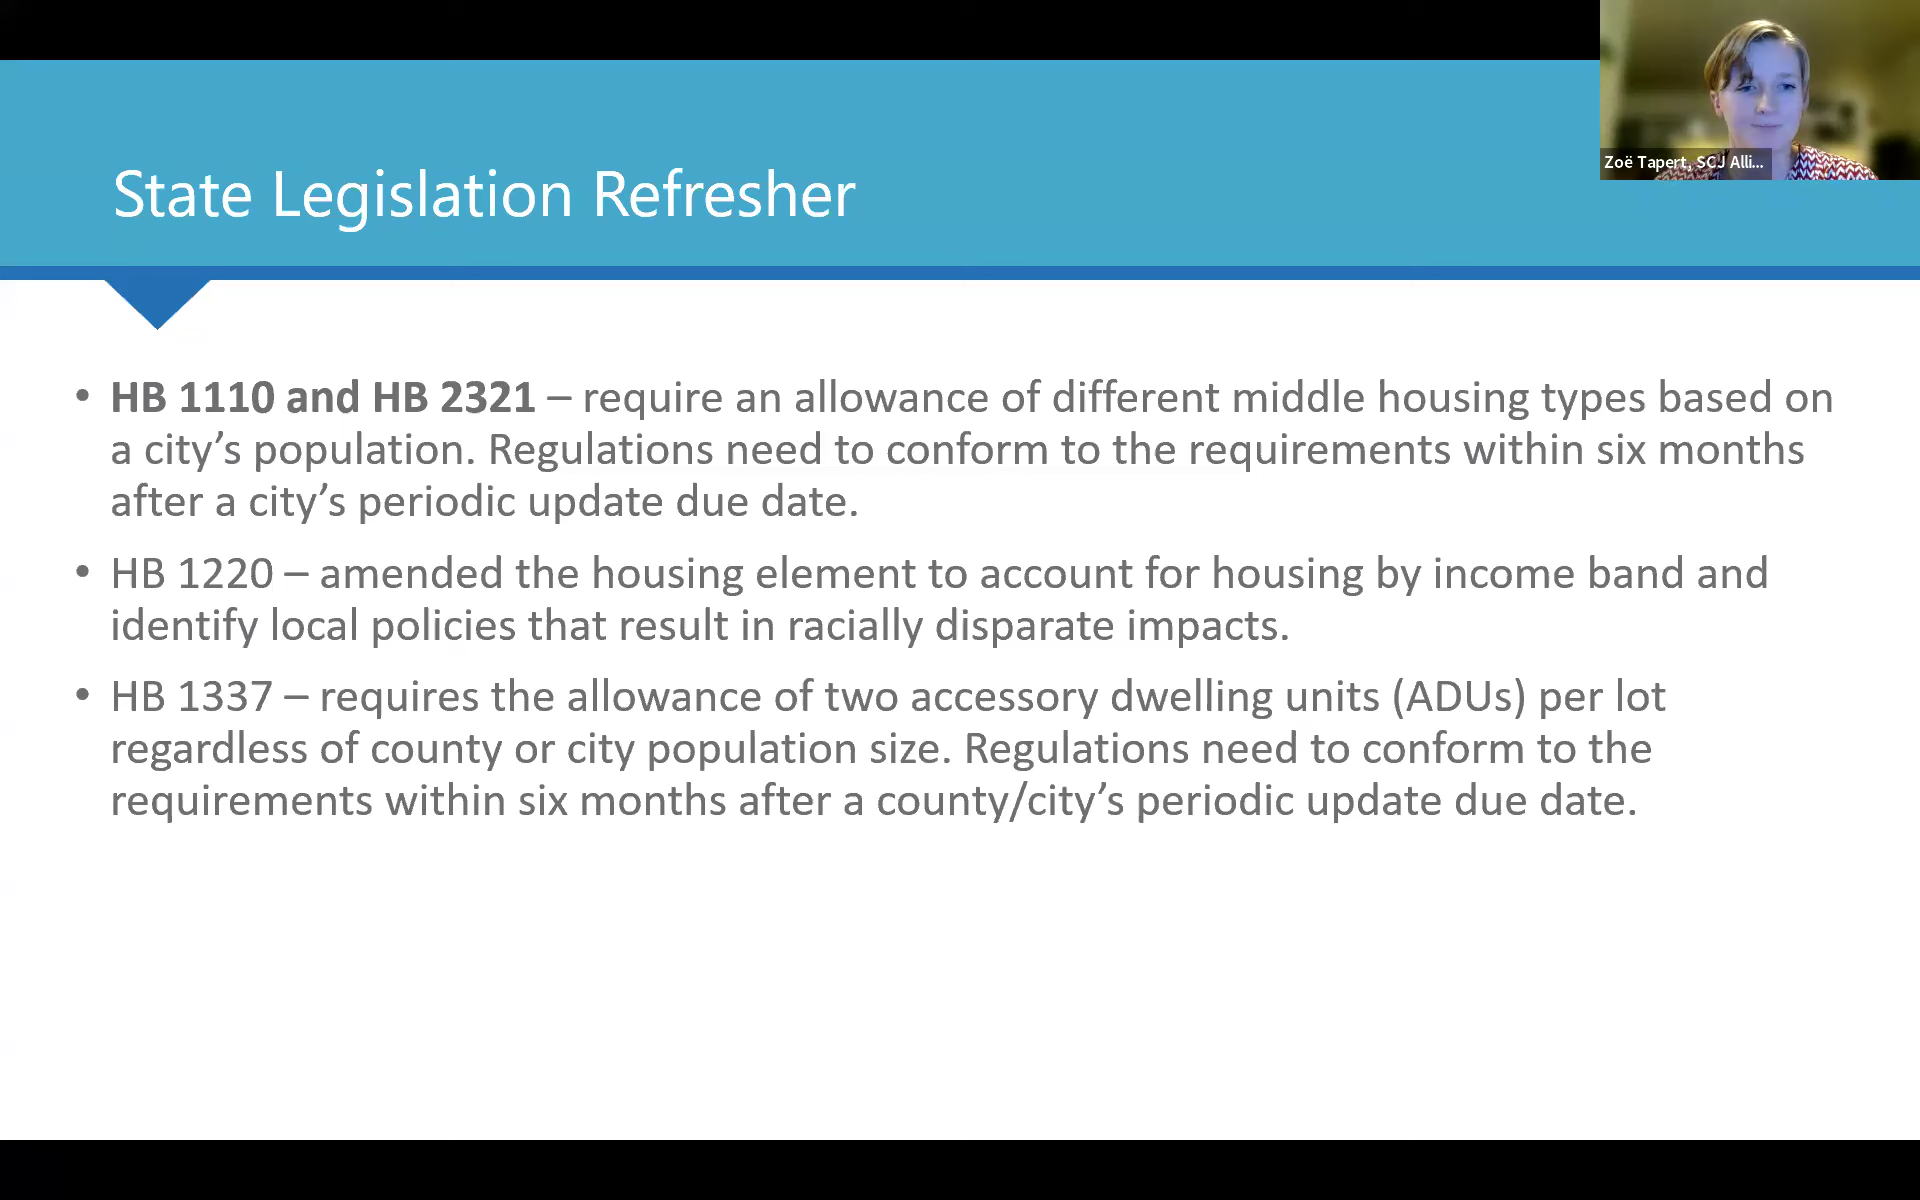 Zoë Tapert, SCJ Alli...
State Legislation Refresher
• HB 1110 and HB 2321 – require an allowance of different middle housing types based on
a city’s population. Regulations need to conform to the requirements within six months
after a city’s periodic update due date.
• HB 1220 – amended the housing element to account for housing by income band and
identify local policies that result in racially disparate impacts.
• HB 1337 – requires the allowance of two accessory dwelling units (ADUs) per lot
regardless of county or city population size. Regulations need to conform to the
requirements within six months after a county/city’s periodic update due date.